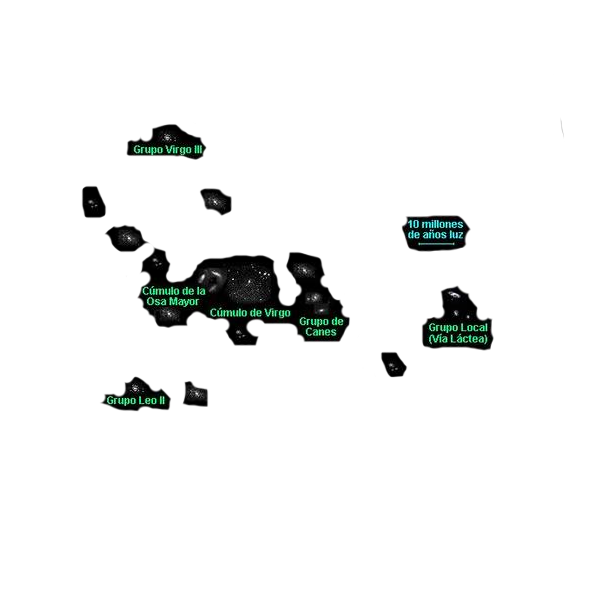 Grupo Virgo III
10 millones
de años luz
Cúmulo de la
Osa Mayor
Cúmulo de Virgo
Grupo de
Canes
Grupo Local
(Vía Láctea)
Grupo Leo II